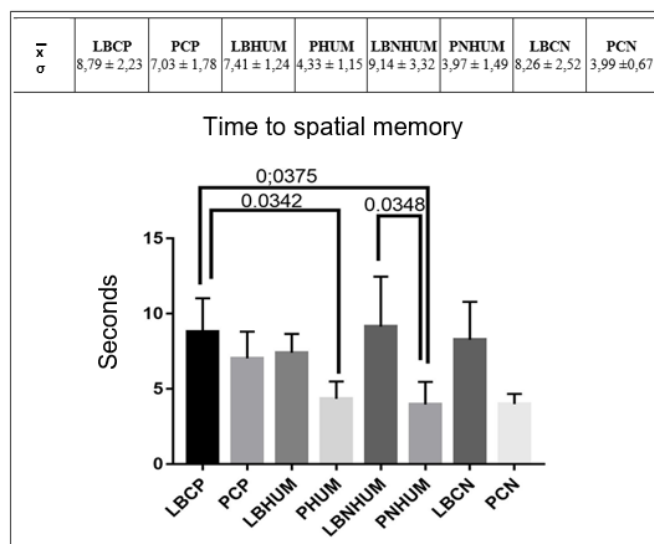 x̄ LBCP PCP LBHUM PHUM LBNHUM PNHUM LBCN PCN
σ 8,79 ± 2,23 7,03 ± 1,78 7,41 ± 1,24 4,33 ± 1,15 9,14 ± 3,32 3,97 ± 1,49 8,26 ± 2,52 3,99 ±0,67
Time to spatial memory
0;0375
0.0342 0.0348
Seconds
15
10
5
0
LBCP PCP LBHUM PHUM LBNHUM PNHUM LBCN PCN